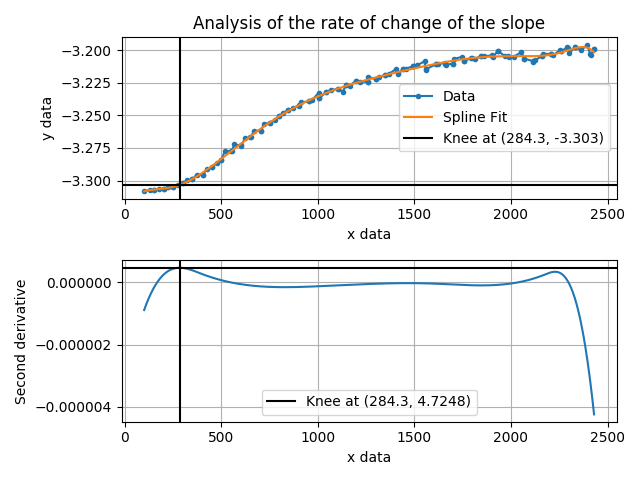 Analysis of the rate of change of the slope
−3.200
−3.225
−3.250
−3.275
−3.300
y data
Data
Spline Fit
Knee at (284.3, -3.303)
0
500
1000
1500
2000
2500
x data
0.000000
−0.000002
−0.000004
Second derivative
Knee at (284.3, 4.7248)
0
500
1000
1500
2000
2500
x data